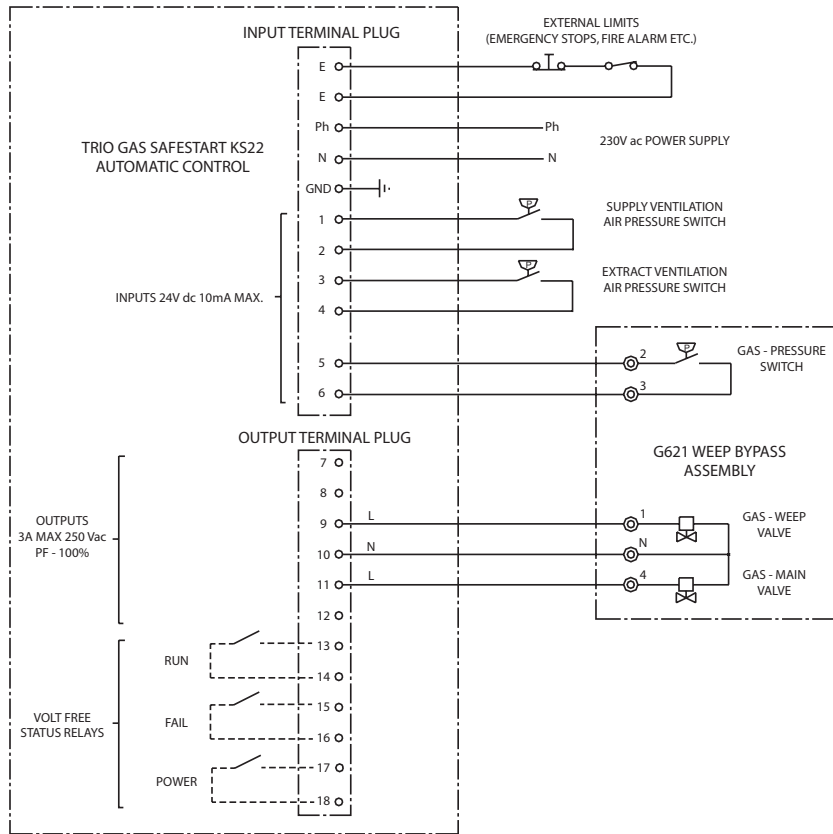 INPUT TERMINAL PLUG
EXTERNAL LIMITS
(EMERGENCY STOPS, FIRE ALARM ETC.)
E
E
Ph
Ph
230V ac POWER SUPPLY
N
N
TRIO GAS SAFESTART KS22
AUTOMATIC CONTROL
GND
1
SUPPLY VENTILATION
AIR PRESSURE SWITCH
P
2
3
EXTRACT VENTILATION
AIR PRESSURE SWITCH
P
4
INPUTS 24V dc 10mA MAX.
5
2
P
GAS - PRESSURE
SWITCH
6
3
OUTPUT TERMINAL PLUG
G621 WEEP BYPASS
ASSEMBLY
7
8
OUTPUTS
3A MAX 250 Vac
PF - 100%
9
L
1
GAS - WEEP
VALVE
10
N
N
11
L
4
GAS - MAIN
VALVE
12
13
RUN
14
15
VOLT FREE
STATUS RELAYS
FAIL
16
17
POWER
18